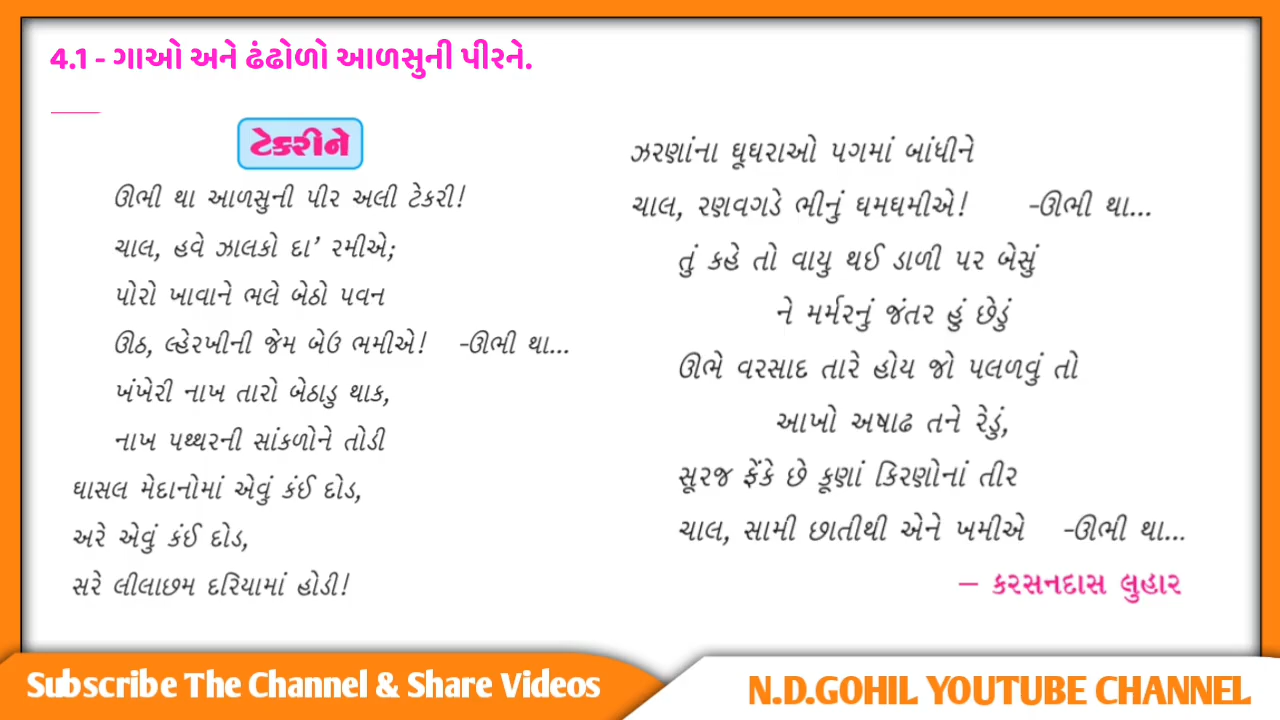 4.1 - ગાઓ અને ઢંઢોળો આળસુની પીરને.
ટેકરીને
ઊભી થા આળસુની પીર અલી ટેકરી!
ચાલ, હવે ઝાલકો દા’ રમીએ;
પોરો ખાવાને ભલે બેઠો પવન
ઊઠ, લ્હેરખીની જેમ બેઉ ભમીએ! -ઊભી થા...
ખંખેરી નાખ તારો બેઠાડુ થાક,
નાખ પથ્થરની સાંકળોને તોડી
ઘાસલ મેદાનોમાં એવું કંઈ દોડ,
અરે એવું કંઈ દોડ,
સરે લીલાછમ દરિયામાં હોડી!
ઝરણાંના ઘૂઘરાઓ પગમાં બાંધીને
ચાલ, રણવગડે ભીનું ઘમઘમીએ! -ઊભી થા...
તું કહે તો વાયુ થઈ ડાળી પર બેસું
ને મર્મરનું જંતર હું છેડું
ઊભે વરસાદ તારે હોય જો પલળવું તો
આખો અષાઢ તને રેડું,
સૂરજ ફેંકે છે કૂણાં કિરણોનાં તીર
ચાલ, સામી છાતીથી એને ખમીએ -ઊભી થા...
– કરસનદાસ લુહાર
Subscribe The Channel & Share Videos
N.D.GOHIL YOUTUBE CHANNEL